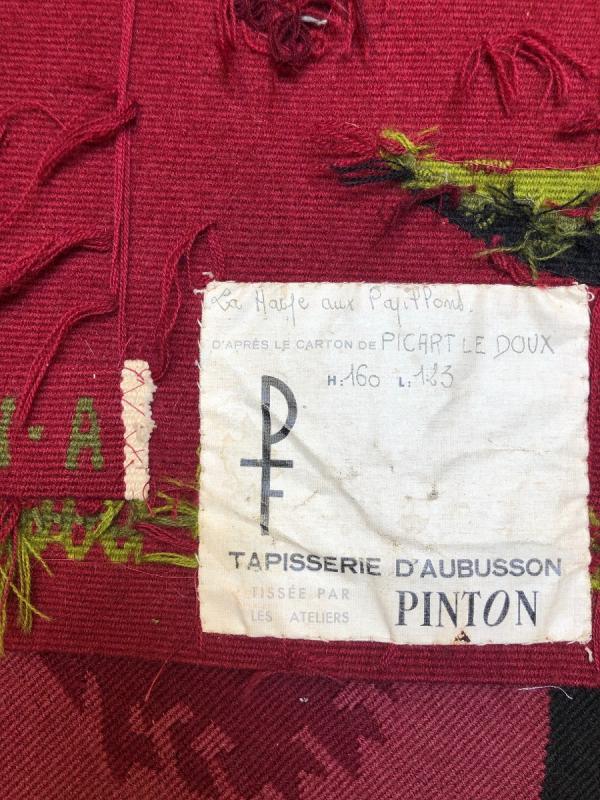 La Harpe aux Papillons.
D'APRÈS LE CARTON DE PICART LE DOUX
H: 160 L: 123
PF
TAPISSERIE D'AUBUSSON
TISSÉE PAR
LES ATELIERS PINTON
A